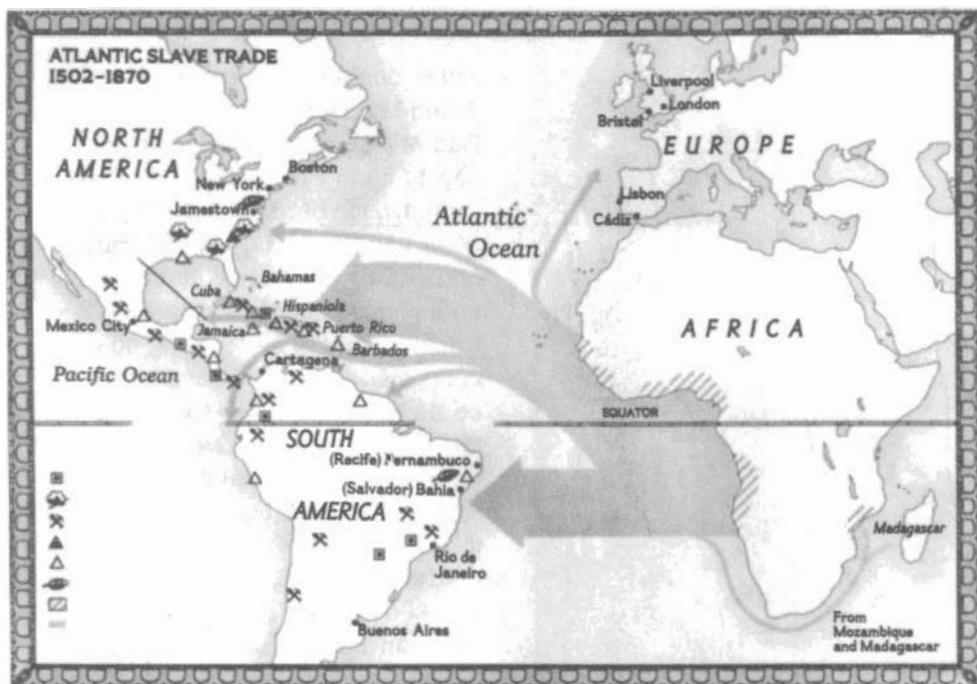 ATLANTIC SLAVE TRADE
1502–1870
NORTH
AMERICA
Boston
New York
Jamestown
Liverpool
London
Bristol
EUROPE
Lisbon
Cádiz
Atlantic
Ocean
Bahamas
Cuba
Hispaniola
Mexico City
Jamaica
Puerto Rico
Barbados
Cartagena
Pacific Ocean
AFRICA
EQUATOR
SOUTH
AMERICA
(Recife) Pernambuco
(Salvador) Bahia
Rio de
Janeiro
Buenos Aires
Madagascar
From
Mozambique
and Madagascar